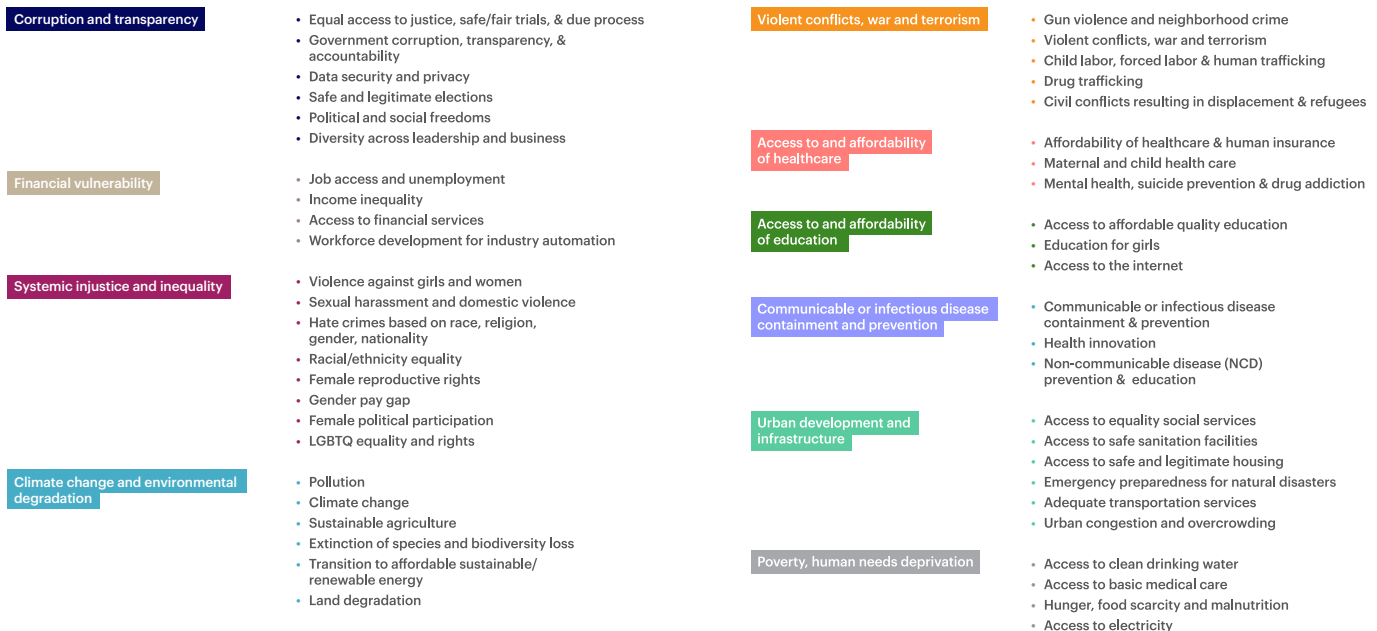 Corruption and transparency
• Equal access to justice, safe/fair trials, & due process
• Government corruption, transparency, &
accountability
• Data security and privacy
• Safe and legitimate elections
• Political and social freedoms
• Diversity across leadership and business
Financial vulnerability
• Job access and unemployment
• Income inequality
• Access to financial services
• Workforce development for industry automation
Systemic injustice and inequality
• Violence against girls and women
• Sexual harassment and domestic violence
• Hate crimes based on race, religion,
gender, nationality
• Racial/ethnicity equality
• Female reproductive rights
• Gender pay gap
• Female political participation
• LGBTQ equality and rights
Climate change and environmental
degradation
• Pollution
• Climate change
• Sustainable agriculture
• Extinction of species and biodiversity loss
• Transition to affordable sustainable/
renewable energy
• Land degradation
Violent conflicts, war and terrorism
• Gun violence and neighborhood crime
• Violent conflicts, war and terrorism
• Child labor, forced labor & human trafficking
• Drug trafficking
• Civil conflicts resulting in displacement & refugees
Access to and affordability
of healthcare
• Affordability of healthcare & human insurance
• Maternal and child health care
• Mental health, suicide prevention & drug addiction
Access to and affordability
of education
• Access to affordable quality education
• Education for girls
• Access to the internet
Communicable or infectious disease
containment and prevention
• Communicable or infectious disease
containment & prevention
• Health innovation
• Non-communicable disease (NCD)
prevention & education
Urban development and
infrastructure
• Access to equality social services
• Access to safe sanitation facilities
• Access to safe and legitimate housing
• Emergency preparedness for natural disasters
• Adequate transportation services
• Urban congestion and overcrowding
Poverty, human needs deprivation
• Access to clean drinking water
• Access to basic medical care
• Hunger, food scarcity and malnutrition
• Access to electricity